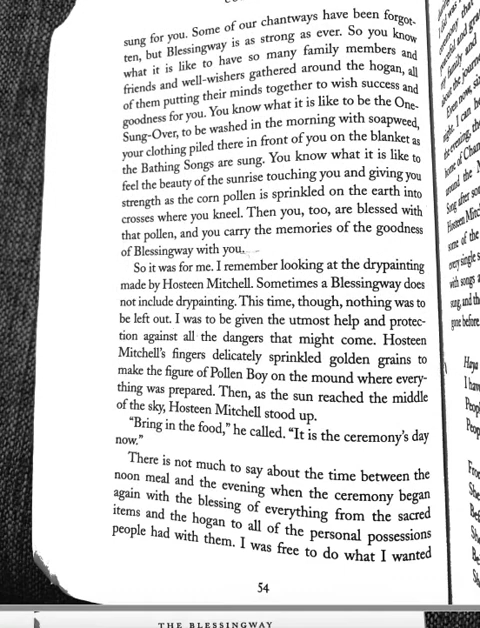 sung for you. Some of our chantways have been forgot-
ten, but Blessingway is as strong as ever. So you know
what it is like to have so many family members and
friends and well-wishers gathered around the hogan, all
of them putting their minds together to wish success and
goodness for you. You know what it is like to be the One-
Sung-Over, to be washed in the morning with soapweed,
your clothing piled there in front of you on the blanket as
the Bathing Songs are sung. You know what it is like to
feel the beauty of the sunrise touching you and giving you
strength as the corn pollen is sprinkled on the earth into
crosses where you kneel. Then you, too, are blessed with
that pollen, and you carry the memories of the goodness
of Blessingway with you.
So it was for me. I remember looking at the drypainting
made by Hosteen Mitchell. Sometimes a Blessingway does
not include drypainting. This time, though, nothing was to
be left out. I was to be given the utmost help and protec-
tion against all the dangers that might come. Hosteen
Mitchell's fingers delicately sprinkled golden grains to
make the figure of Pollen Boy on the mound where every-
thing was prepared. Then, as the sun reached the middle
of the sky, Hosteen Mitchell stood up.
"Bring in the food," he called. "It is the ceremony's day
now."
There is not much to say about the time between the
noon meal and the evening when the ceremony began
again with the blessing of everything from the sacred
items and the hogan to all of the personal possessions
people had with them. I was free to do what I wanted
54
THE BLESSINGWAY